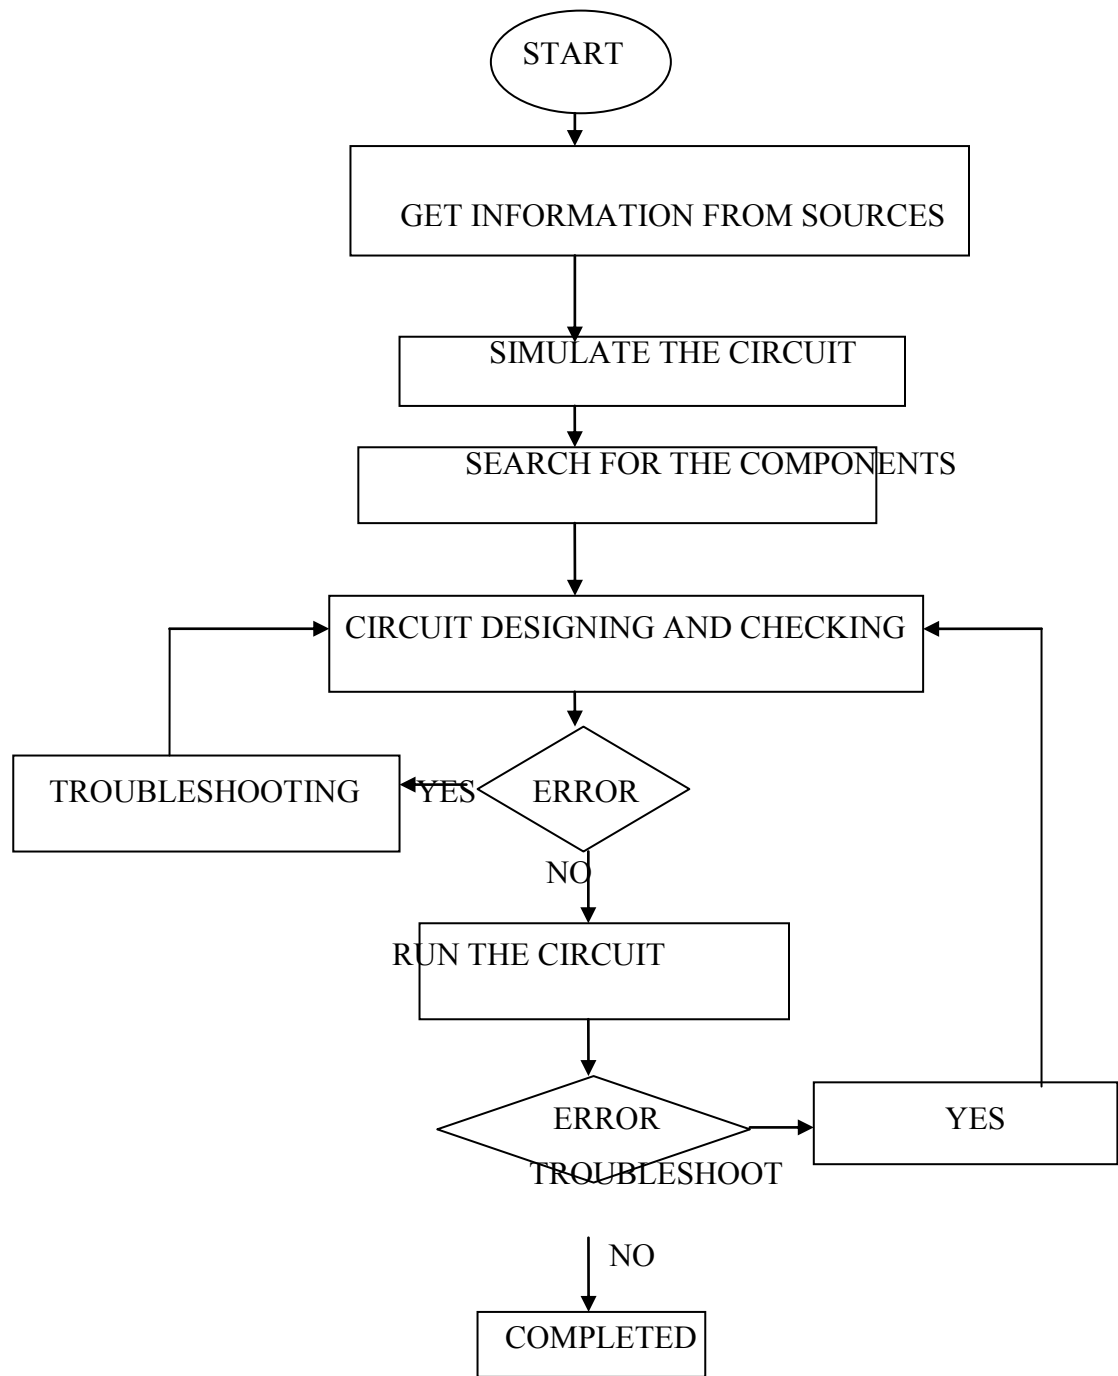 START
GET INFORMATION FROM SOURCES
SIMULATE THE CIRCUIT
SEARCH FOR THE COMPONENTS
CIRCUIT DESIGNING AND CHECKING
TROUBLESHOOTING YES ERROR
NO
RUN THE CIRCUIT
ERROR YES
TROUBLESHOOT
NO
COMPLETED